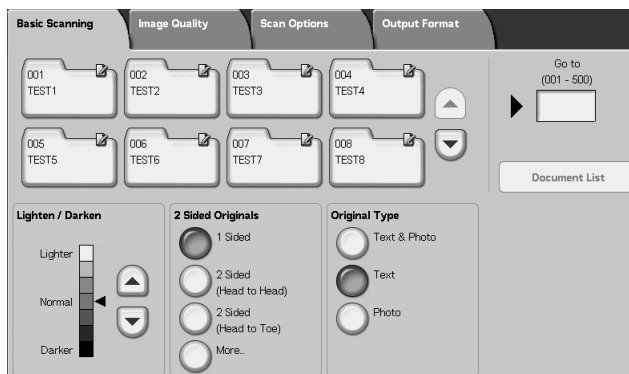 Basic Scanning
Image Quality
Scan Options
Output Format
001
TEST1
002
TEST2
003
TEST3
004
TEST4
Go to
(001 - 500)
005
TEST5
006
TEST6
007
TEST7
008
TEST8
Document List
Lighten / Darken
Lighter
Normal
Darker
2 Sided Originals
1 Sided
2 Sided
(Head to Head)
2 Sided
(Head to Toe)
More...
Original Type
Text & Photo
Text
Photo